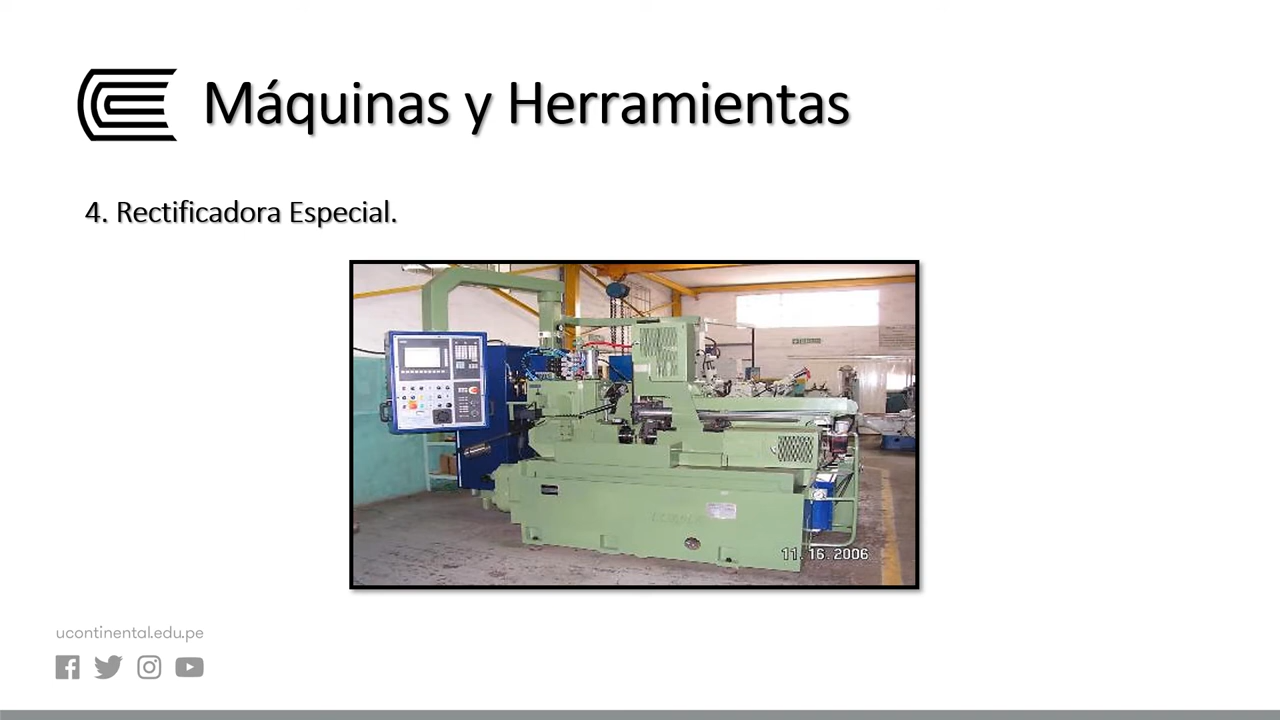 Máquinas y Herramientas
4. Rectificadora Especial.
11. 16. 2006
ucontinental.edu.pe